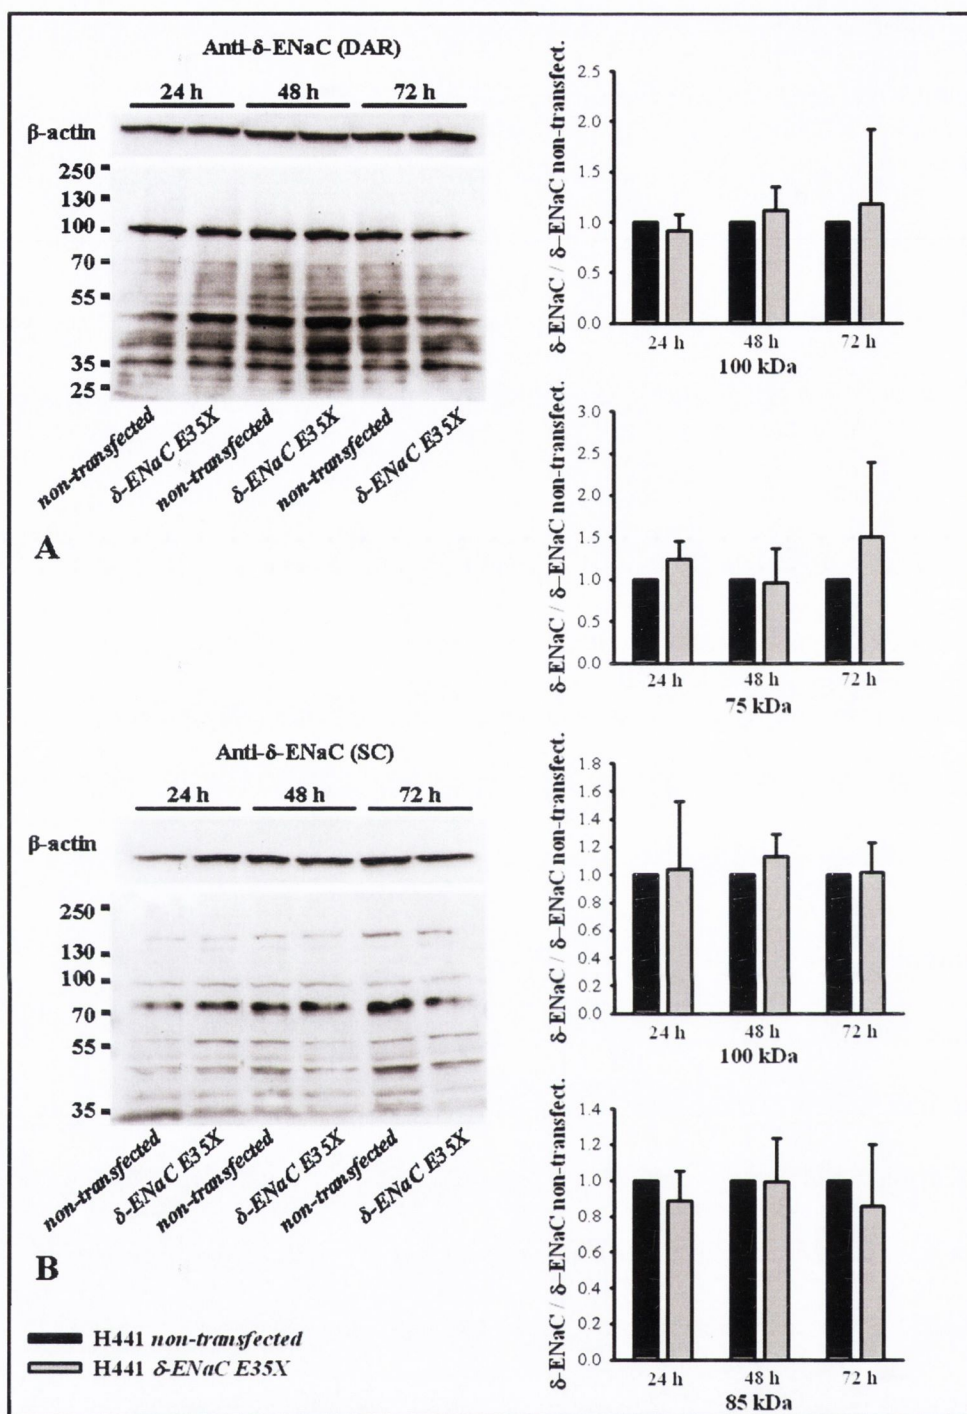 Anti-δ-ENaC (DAR)
24 h 48 h 72 h
β-actin
250
130
100
70
55
35
25
non-transfected
δ-ENaC E35X
non-transfected
δ-ENaC E35X
non-transfected
δ-ENaC E35X
A
δ-ENaC / δ-ENaC non-transfect.
2.5
2.0
1.5
1.0
0.5
0.0
24 h 48 h 72 h
100 kDa
δ-ENaC / δ-ENaC non-transfect.
3.0
2.5
2.0
1.5
1.0
0.5
0.0
24 h 48 h 72 h
75 kDa
Anti-δ-ENaC (SC)
24 h 48 h 72 h
β-actin
250
130
100
70
55
35
non-transfected
δ-ENaC E35X
non-transfected
δ-ENaC E35X
non-transfected
δ-ENaC E35X
B
δ-ENaC / δ-ENaC non-transfect.
1.8
1.6
1.4
1.2
1.0
0.8
0.6
0.4
0.2
0.0
24 h 48 h 72 h
100 kDa
δ-ENaC / δ-ENaC non-transfect.
1.4
1.2
1.0
0.8
0.6
0.4
0.2
0.0
24 h 48 h 72 h
85 kDa
H441 non-transfected
H441 δ-ENaC E35X